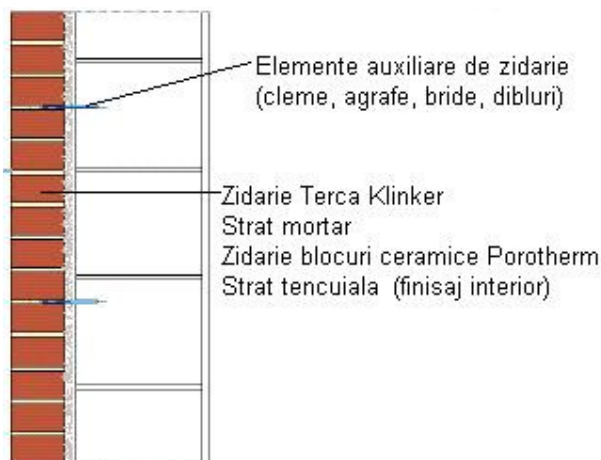 Elemente auxiliare de zidarie
(cleme, agrafe, bride, dibluri)
Zidarie Terca Klinker
Strat mortar
Zidarie blocuri ceramice Porotherm
Strat tencuiala (finisaj interior)